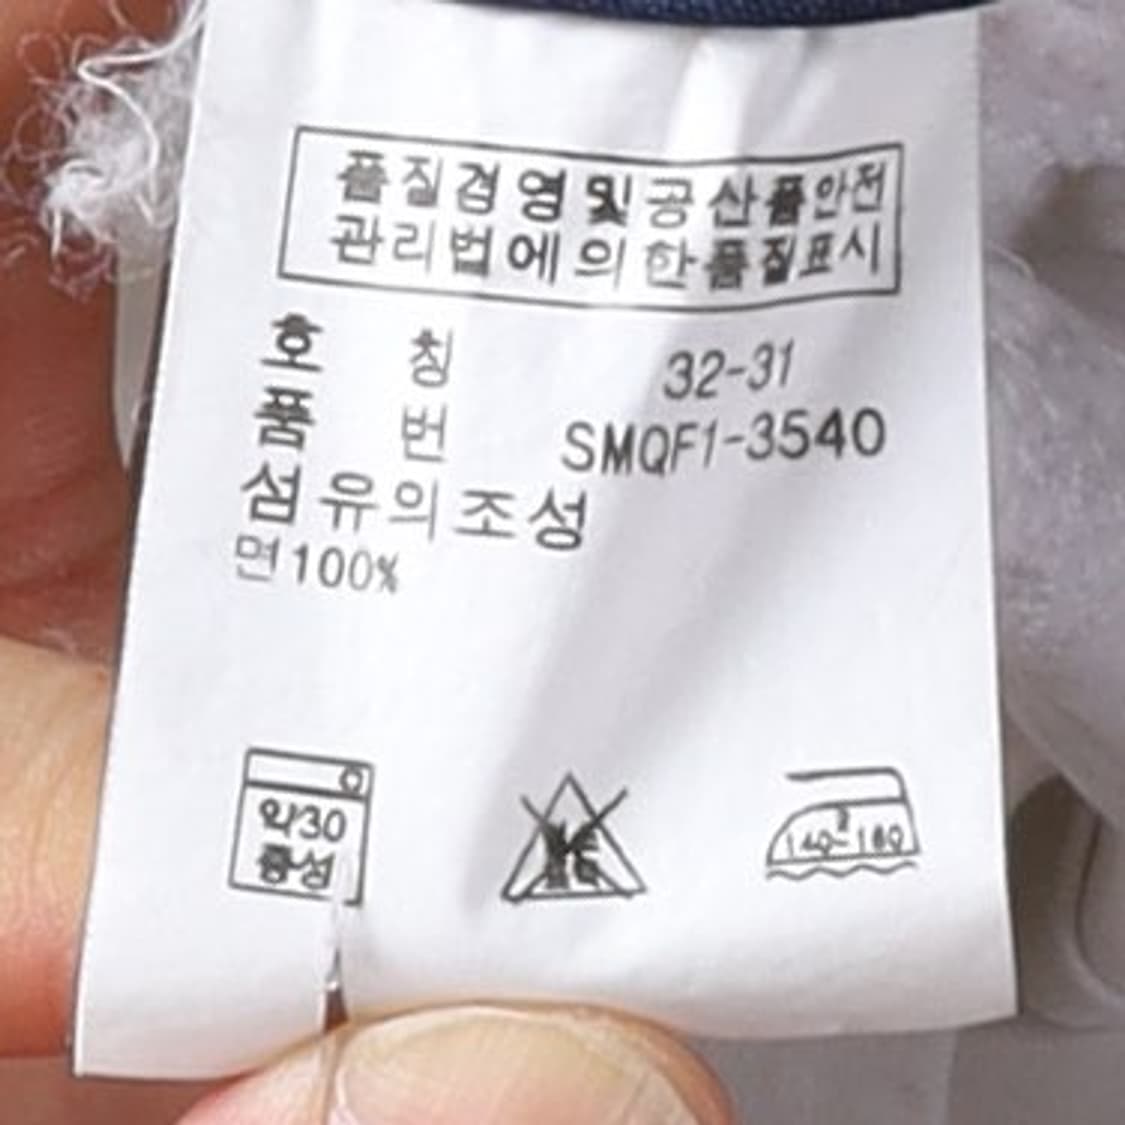 품질경영및공산품안전
관리법에의한품질표시
호 칭 32-31
품 번 SMQF1-3540
섬유의조성
면100%
약30
중성
140~160